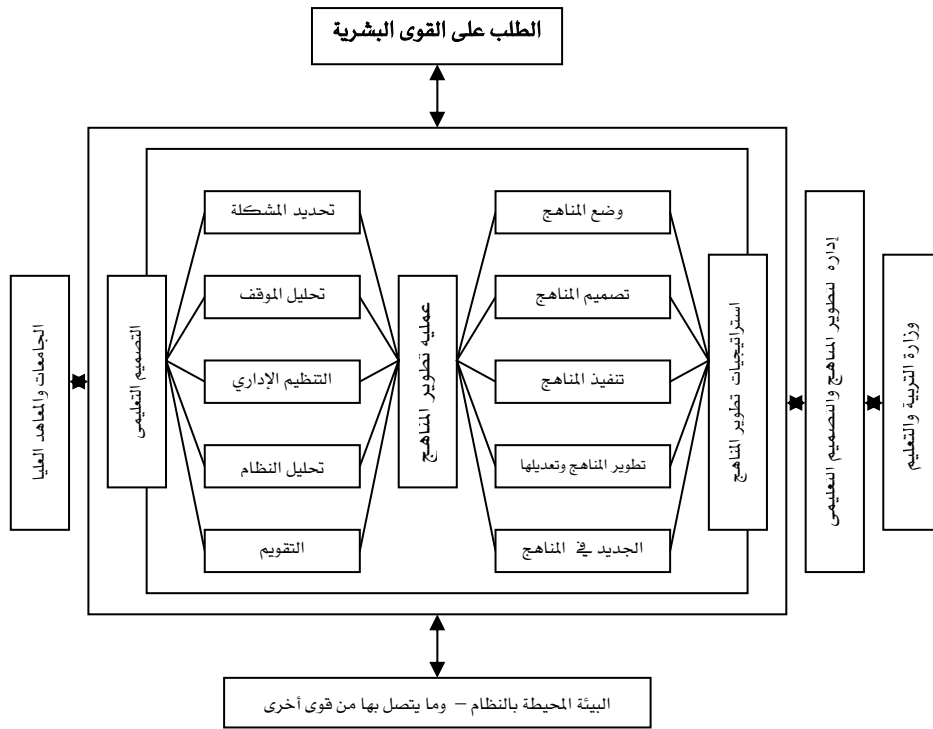 الطلب على القوى البشرية
وزارة التربية والتعليم
إداره لتطوير المناهج والتصميم التعليمى
استراتيجيات تطوير المناهج
وضع المناهج
تصميم المناهج
تنفيذ المناهج
تطوير المناهج وتعديلها
الجديد في المناهج
عمليه تطوير المناهج
تحديد المشكلة
تحليل الموقف
التنظيم الإداري
تحليل النظام
التقويم
التصميم التعليمى
الجامعات والمعاهد العليا
البيئة المحيطة بالنظام – وما يتصل بها من قوى أخرى